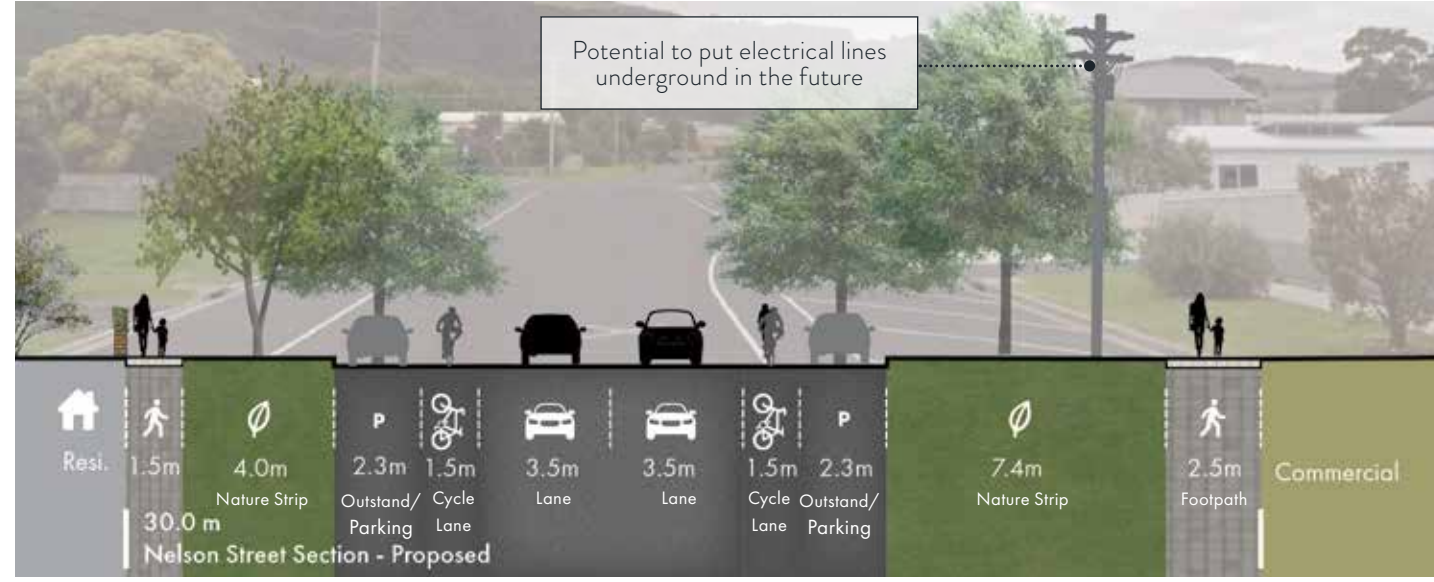 Potential to put electrical lines
underground in the future
Resi.
1.5m
4.0m
Nature Strip
P
2.3m
Outstand/
Parking
1.5m
Cycle
Lane
3.5m
Lane
3.5m
Lane
1.5m
Cycle
Lane
P
2.3m
Outstand/
Parking
7.4m
Nature Strip
2.5m
Footpath
Commercial
30.0 m
Nelson Street Section - Proposed